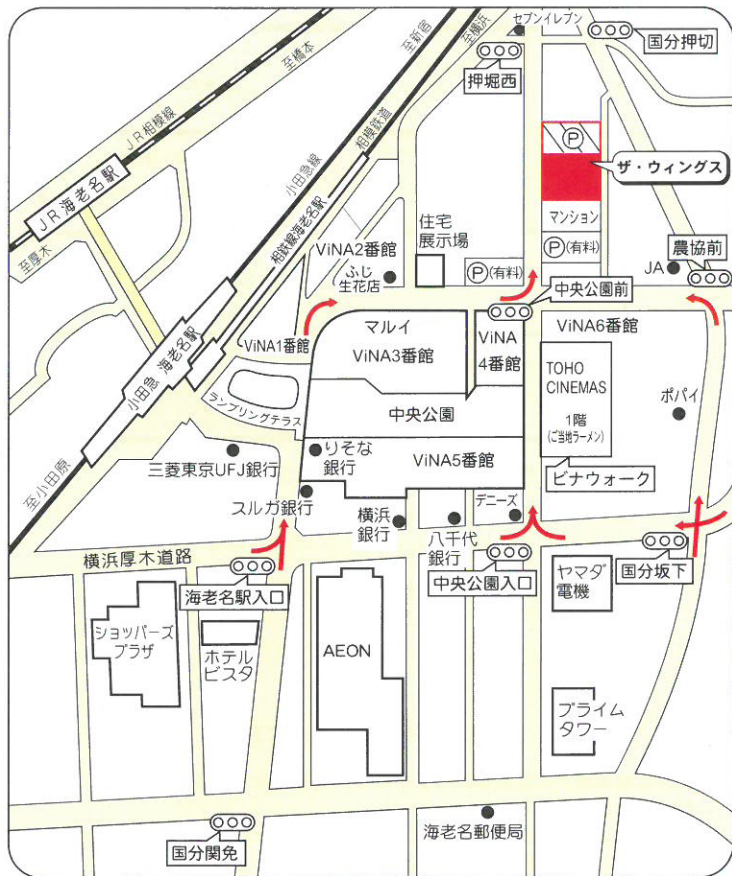 セブンイレブン
国分押切
至新宿
至横浜
押堀西
至橋本
JR相模線
小田急線
相模鉄道
P
ザ・ウィングス
JR海老名駅
相鉄線海老名駅
至厚木
住宅
展示場
マンション
P(有料)
P(有料)
農協前
JA
ViNA2番館
ふじ
生花店
中央公園前
小田急 海老名駅
ViNA1番館
マルイ
ViNA3番館
ViNA
4番館
ViNA6番館
TOHO
CINEMAS
1階
(ご当地ラーメン)
ポパイ
ランブリングテラス
中央公園
至小田原
三菱東京UFJ銀行
りそな
銀行
ViNA5番館
ビナウォーク
スルガ銀行
横浜
銀行
デニーズ
八千代
銀行
横浜厚木道路
海老名駅入口
中央公園入口
ヤマダ
電機
国分坂下
ショッパーズ
プラザ
ホテル
ビスタ
AEON
プライム
タワー
国分関免
海老名郵便局